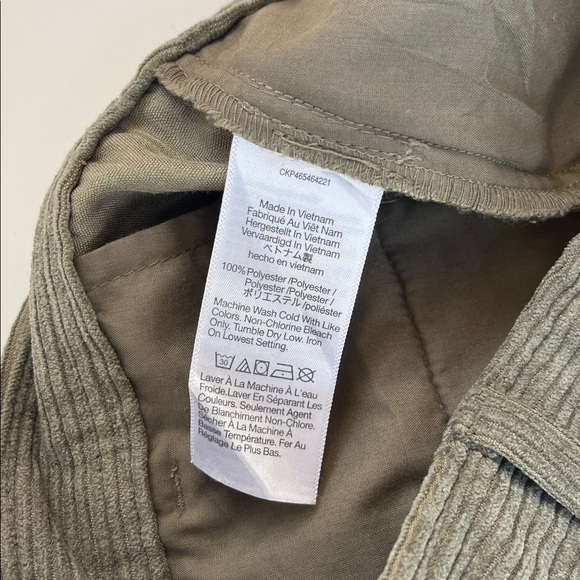 CKP465464221
Made In Vietnam
Fabriqué Au Viêt Nam
Hergestellt In Vietnam
Vervaardigd In Vietnam
ベトナム製
hecho en vietnam
100% Polyester/Polyester/
Polyester/Polyester/
ポリエステル/poliéster
Machine Wash Cold With Like
Colors. Non-Chlorine Bleach
Only. Tumble Dry Low. Iron
On Lowest Setting.
30
Laver À La Machine À L'eau
Froide.Laver En Séparant Les
Couleurs. Seulement Agent
De Blanchiment Non-Chlore.
Sécher À La Machine À
Basse Température. Fer Au
Réglage Le Plus Bas.